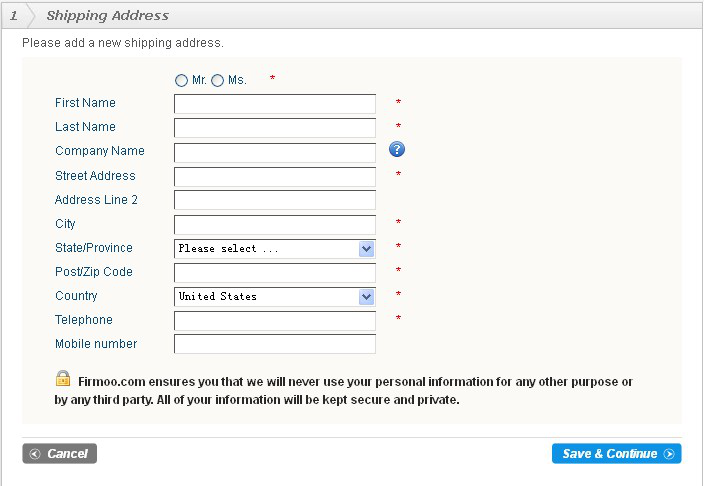 1 Shipping Address
Please add a new shipping address.
Mr. Ms. *
First Name *
Last Name *
Company Name ?
Street Address *
Address Line 2
City *
State/Province Please select ... *
Post/Zip Code *
Country United States *
Telephone *
Mobile number
Firmoo.com ensures you that we will never use your personal information for any other purpose or
by any third party. All of your information will be kept secure and private.
Cancel Save & Continue